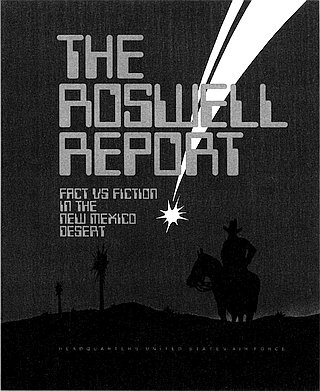 THE
ROSWELL
REPORT
FACT VS FICTION
IN THE
NEW MEXICO
DESERT
HEADQUARTERS UNITED STATES AIR FORCE